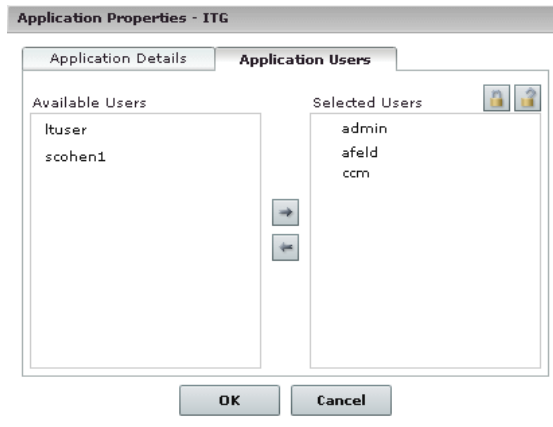 Application Properties - ITG
Application Details
Application Users
Available Users
Selected Users
ltuser
scohen1
admin
afeld
ccm
OK
Cancel